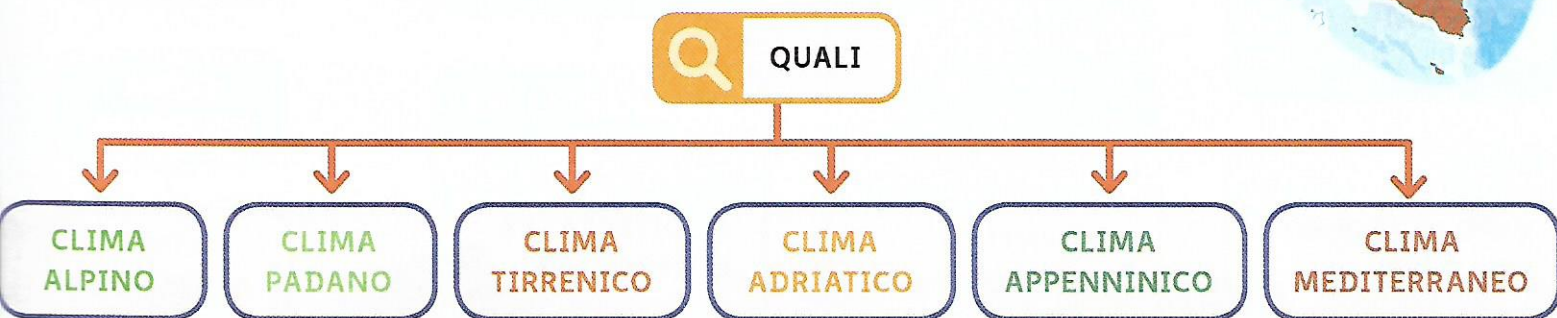 QUALI
CLIMA
ALPINO
CLIMA
PADANO
CLIMA
TIRRENICO
CLIMA
ADRIATICO
CLIMA
APPENNINICO
CLIMA
MEDITERRANEO